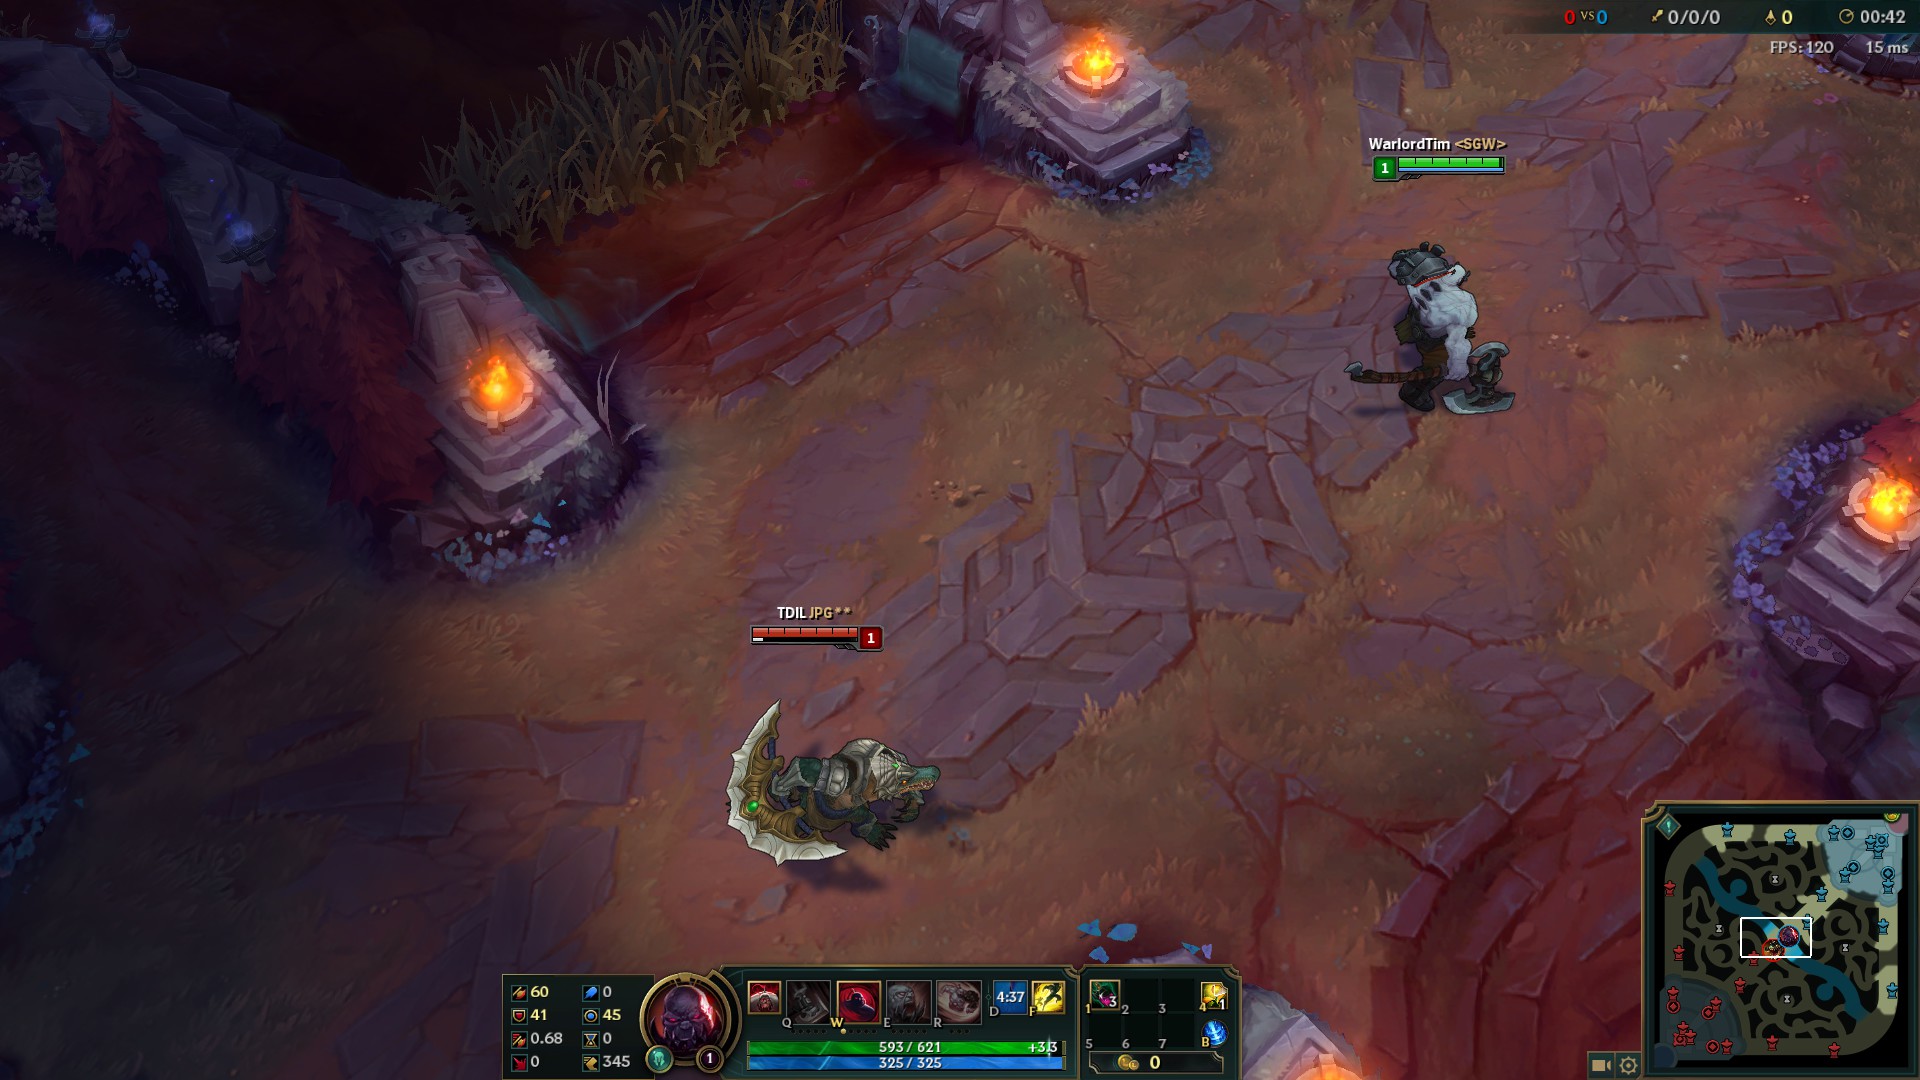 0 VS 0 0/0/0 0 00:42
FPS: 120 15 ms
WarlordTim <SGW>
1
TDIL JPG**
1
60 0
41 45
0.68 0
0 345
1
Q W E R
4:37 D F
593 / 621 +3.3
325 / 325
3 1 2 3 1 4
5 6 7 B
0